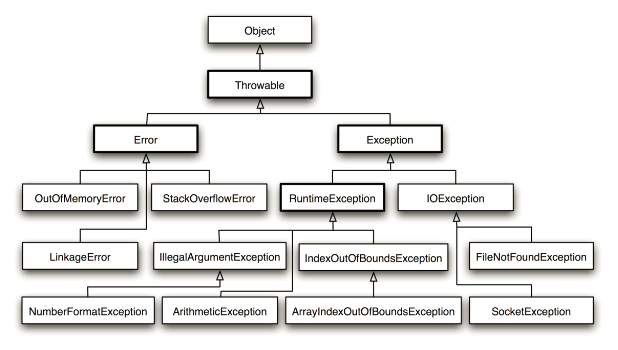 Object
Throwable
Error
Exception
OutOfMemoryError
StackOverflowError
RuntimeException
IOException
LinkageError
IllegalArgumentException
IndexOutOfBoundsException
FileNotFoundException
NumberFormatException
ArithmeticException
ArrayIndexOutOfBoundsException
SocketException